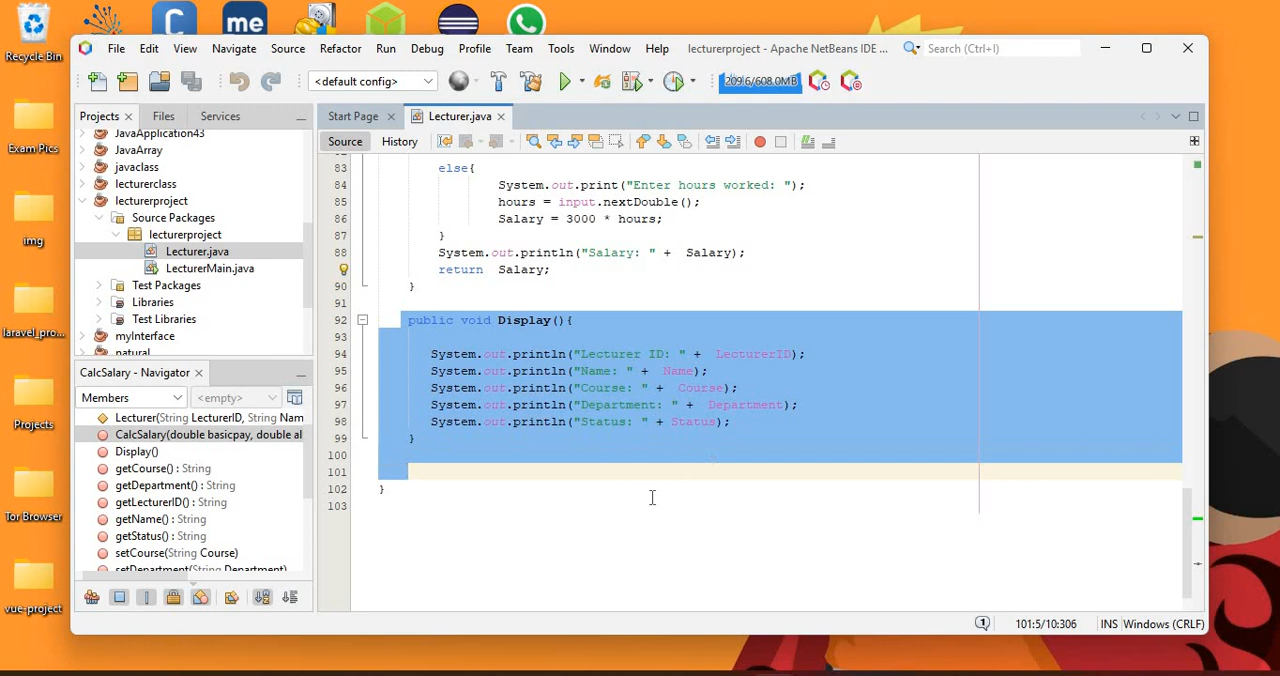 Recycle Bin
me
File Edit View Navigate Source Refactor Run Debug Profile Team Tools Window Help lecturerproject - Apache NetBeans IDE ... Search (Ctrl+I)
<default config> 209.6/608.0MB
Projects Files Services
JavaApplication43
JavaArray
javaclass
lecturerclass
lecturerproject
Source Packages
lecturerproject
Lecturer.java
LecturerMain.java
Test Packages
Libraries
Test Libraries
myInterface
natural
CalcSalary - Navigator
Members <empty>
Lecturer(String LecturerID, String Nam
CalcSalary(double basicpay, double al
Display()
getCourse() : String
getDepartment() : String
getLecturerID() : String
getName() : String
getStatus() : String
setCourse(String Course)
setDepartment(String Department)
Start Page Lecturer.java
Source History
83 else{
84 System.out.print("Enter hours worked: ");
85 hours = input.nextDouble();
86 Salary = 3000 * hours;
87 }
88 System.out.println("Salary: " + Salary);
return Salary;
90 }
91
92 public void Display(){
93
94 System.out.println("Lecturer ID: " + LecturerID);
95 System.out.println("Name: " + Name);
96 System.out.println("Course: " + Course);
97 System.out.println("Department: " + Department);
98 System.out.println("Status: " + Status);
99 }
100
101
102 }
103
1 101:5/10:306 INS Windows (CRLF)
Exam Pics
img
laravel_pro...
Projects
Tor Browser
vue-project